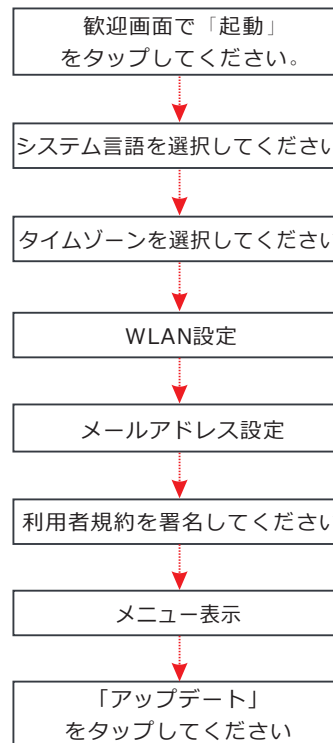 歓迎画面で「起動」
をタップしてください。
システム言語を選択してください
タイムゾーンを選択してください
WLAN設定
メールアドレス設定
利用者規約を署名してください
メニュー表示
「アップデート」
をタップしてください